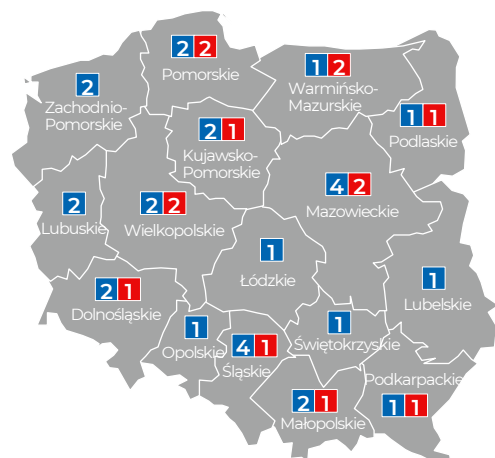 2 2
Pomorskie
1 2
Warmińsko-
Mazurskie
2
Zachodnio-
Pomorskie
1 1
Podlaskie
2 1
Kujawsko-
Pomorskie
4 2
Mazowieckie
2
Lubuskie
2 2
Wielkopolskie
1
Łódzkie
1
Lubelskie
2 1
Dolnośląskie
1
Opolskie
4 1
Śląskie
1
Świętokrzyskie
Podkarpackie
1 1
2 1
Małopolskie